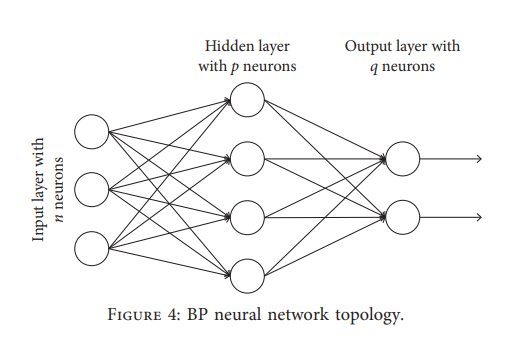 Hidden layer
with p neurons
Output layer with
q neurons
Input layer with
n neurons
Figure 4: BP neural network topology.